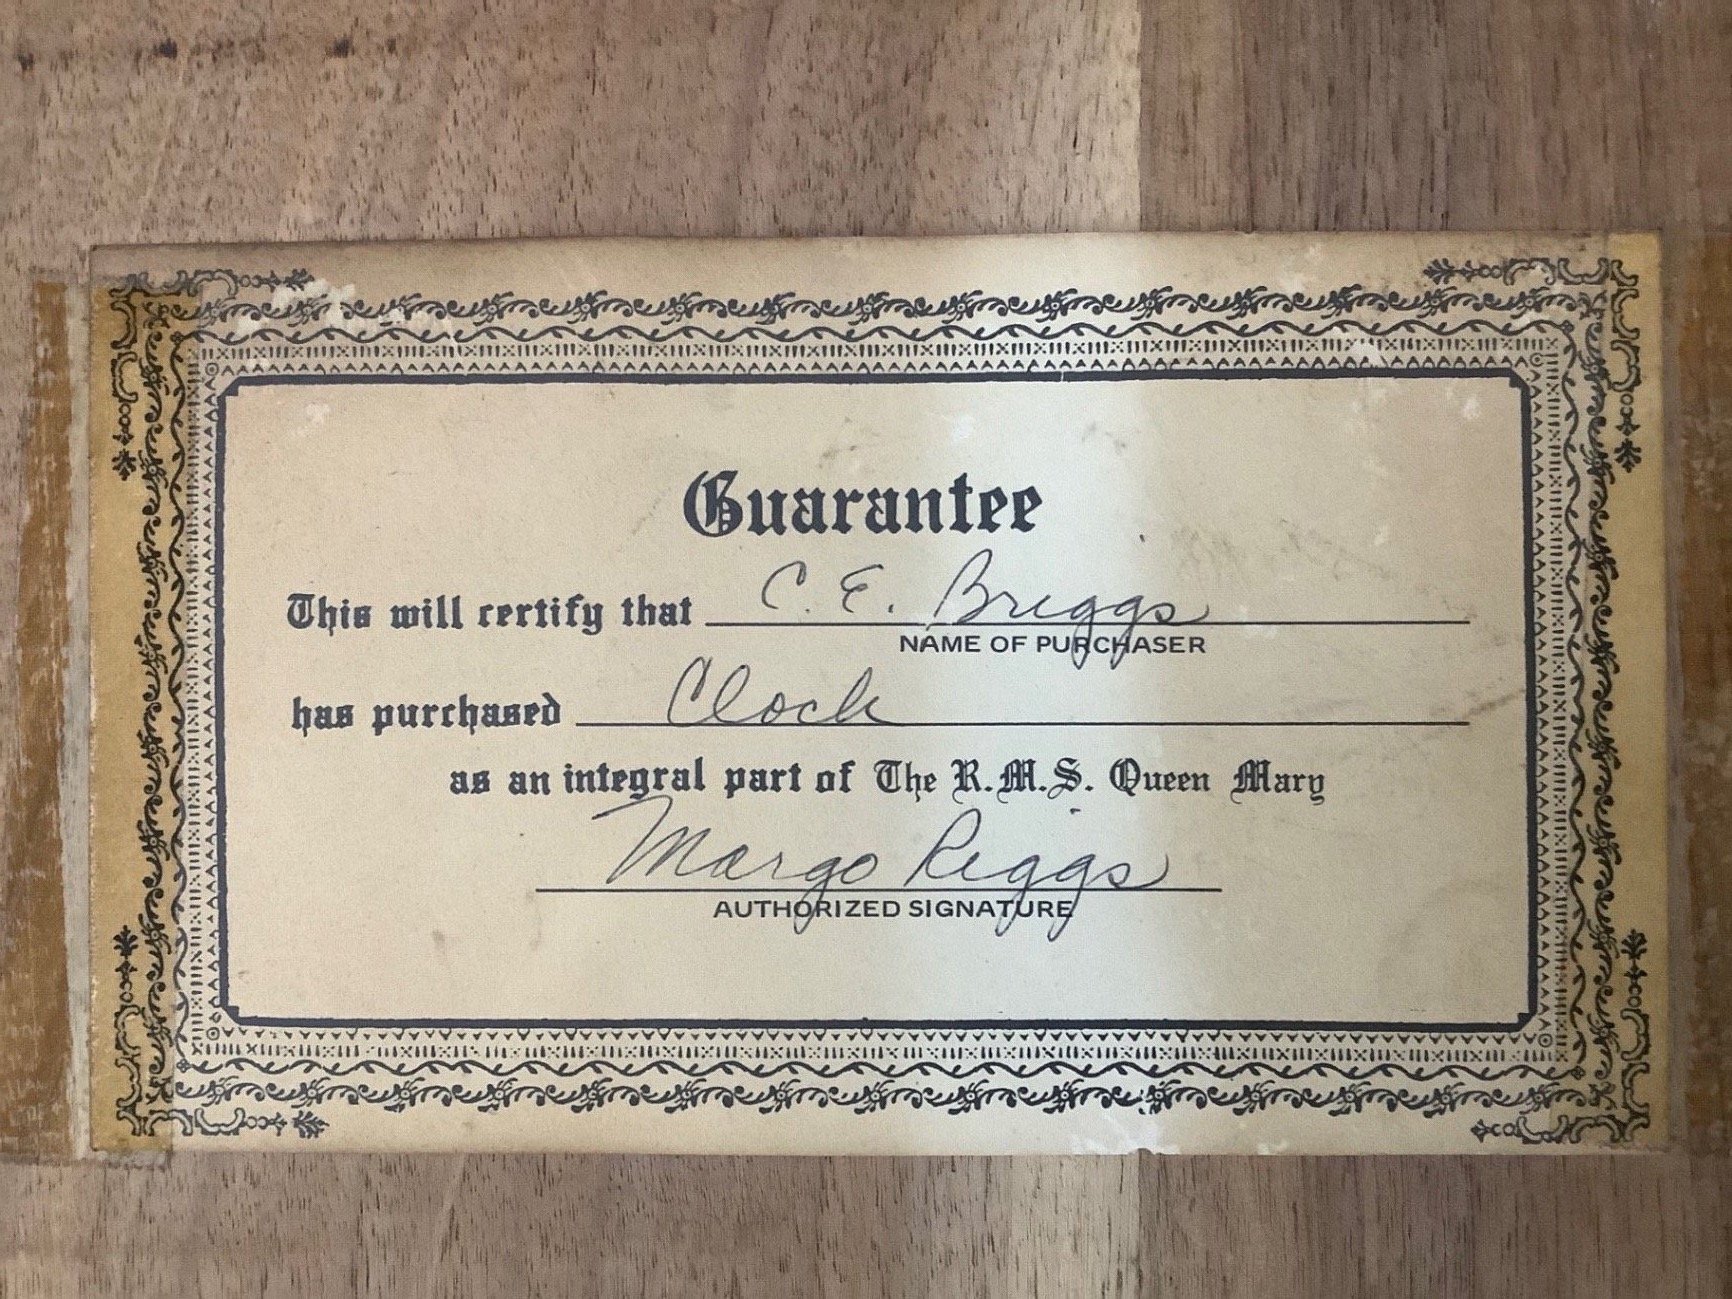 Guarantee
This will certify that C. E. Briggs
NAME OF PURCHASER
has purchased Clock
as an integral part of The R.M.S. Queen Mary
Margo Riggs
AUTHORIZED SIGNATURE